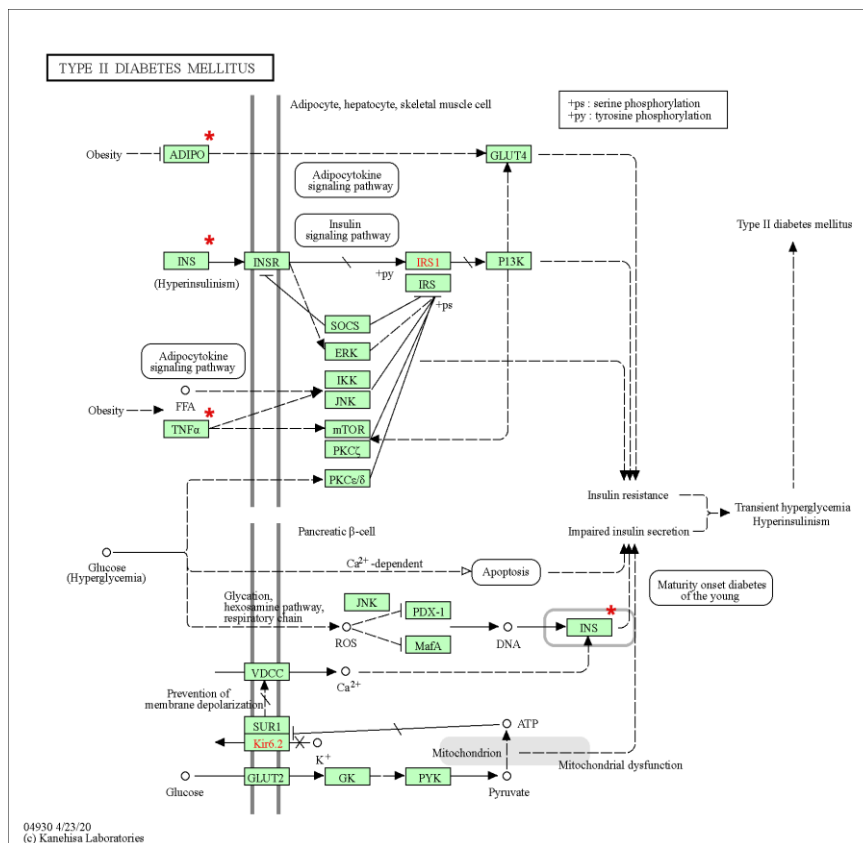 TYPE II DIABETES MELLITUS
Adipocyte, hepatocyte, skeletal muscle cell
+ps : serine phosphorylation
+py : tyrosine phosphorylation
Obesity
ADIPO
*
GLUT4
Adipocytokine
signaling pathway
Insulin
signaling pathway
Type II diabetes mellitus
INS
*
(Hyperinsulinism)
INSR
+py
IRS1
P13K
IRS
+ps
SOCS
ERK
Adipocytokine
signaling pathway
FFA
IKK
JNK
Obesity
TNFα
*
mTOR
PKCζ
PKCε/δ
Insulin resistance
Transient hyperglycemia
Hyperinsulinism
Impaired insulin secretion
Pancreatic β-cell
Glucose
(Hyperglycemia)
Ca2+ -dependent
Apoptosis
Maturity onset diabetes
of the young
Glycation,
hexosamine pathway,
respiratory chain
JNK
PDX-1
ROS
MafA
DNA
INS
*
VDCC
Ca2+
Prevention of
membrane depolarization
SUR1
Kir6.2
K+
ATP
Mitochondrion
Mitochondrial dysfunction
Glucose
GLUT2
GK
PYK
Pyruvate
04930 4/23/20
(c) Kanehisa Laboratories